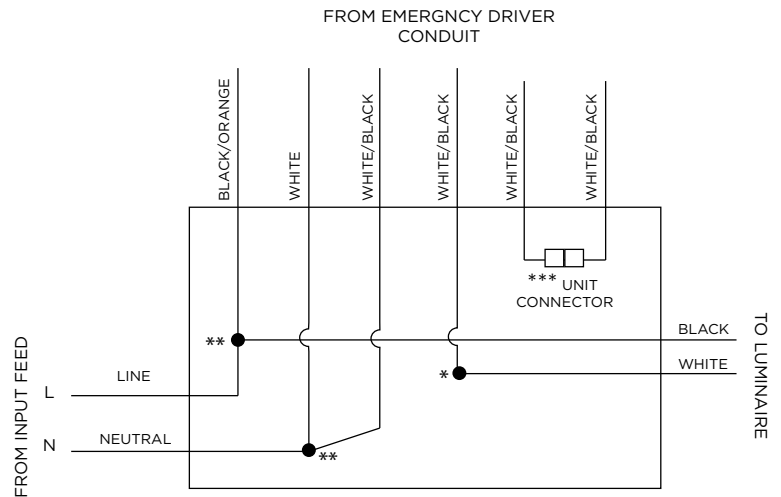 FROM EMERGNCY DRIVER
CONDUIT
BLACK/ORANGE
WHITE
WHITE/BLACK
WHITE/BLACK
WHITE/BLACK
WHITE/BLACK
*** UNIT
CONNECTOR
**
BLACK
*
WHITE
TO LUMINAIRE
FROM INPUT FEED
L
LINE
N
NEUTRAL
**